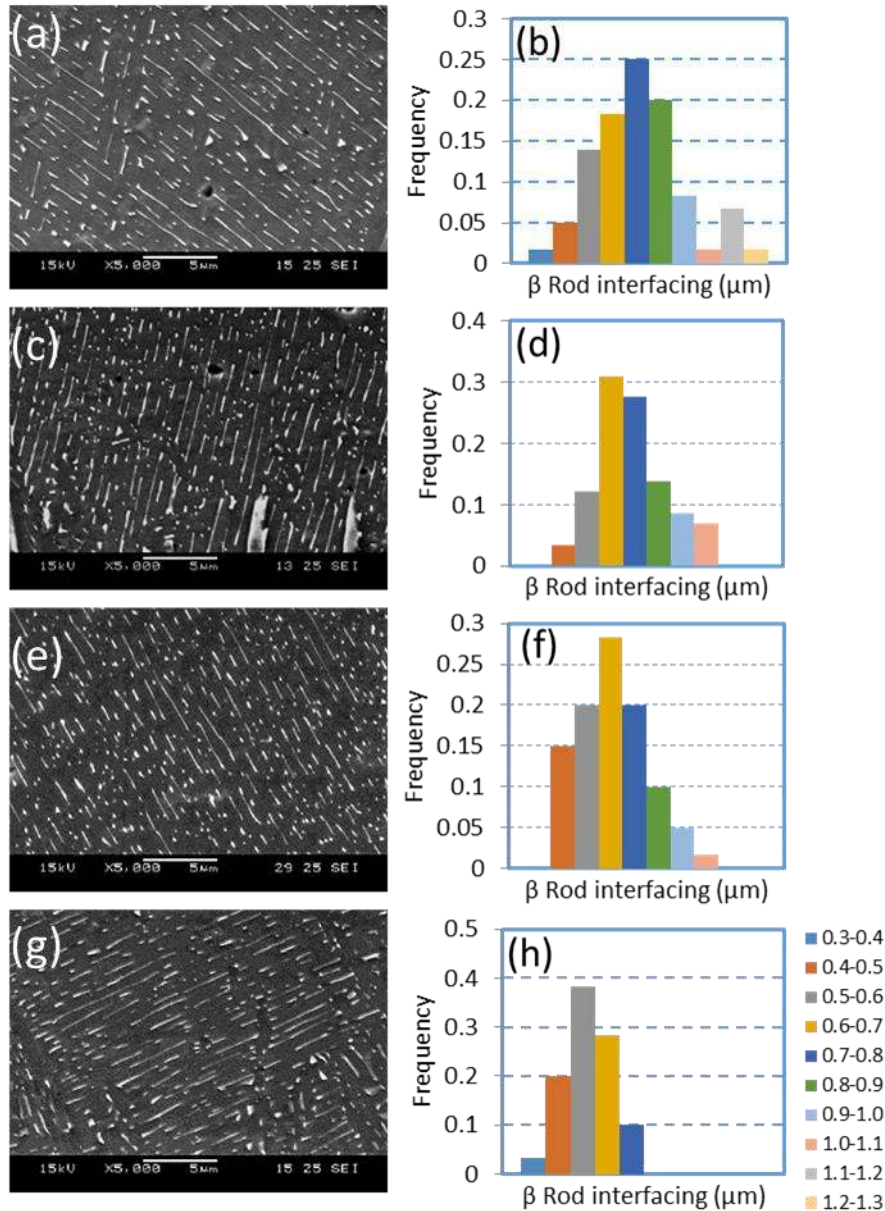 (a)
15kV X5,000 5μm 15 25 SEI
(b)
Frequency
0.3
0.25
0.2
0.15
0.1
0.05
0
β Rod interfacing (μm)
(c)
15kV X5,000 5μm 13 25 SEI
(d)
Frequency
0.4
0.3
0.2
0.1
0
β Rod interfacing (μm)
(e)
15kV X5,000 5μm 29 25 SEI
(f)
Frequency
0.3
0.25
0.2
0.15
0.1
0.05
0
β Rod interfacing (μm)
(g)
15kV X5,000 5μm 15 25 SEI
(h)
Frequency
0.5
0.4
0.3
0.2
0.1
0
β Rod interfacing (μm)
0.3-0.4
0.4-0.5
0.5-0.6
0.6-0.7
0.7-0.8
0.8-0.9
0.9-1.0
1.0-1.1
1.1-1.2
1.2-1.3